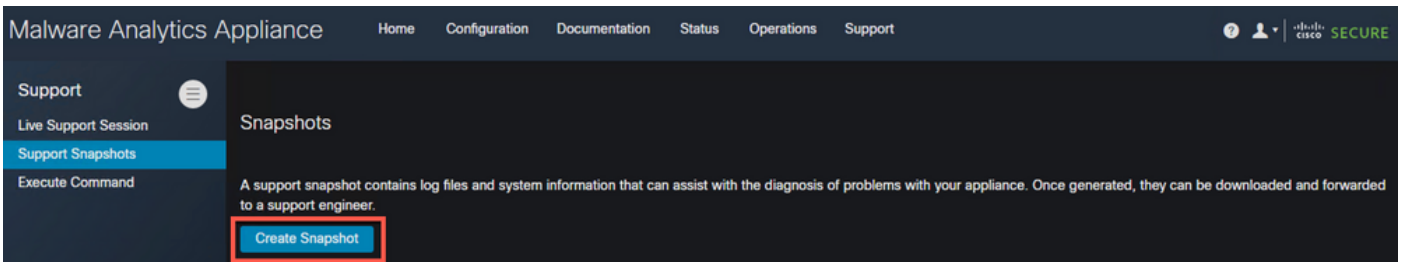 Malware Analytics Appliance Home Configuration Documentation Status Operations Support ? cisco SECURE
Support
Live Support Session
Support Snapshots
Execute Command
Snapshots
A support snapshot contains log files and system information that can assist with the diagnosis of problems with your appliance. Once generated, they can be downloaded and forwarded
to a support engineer.
Create Snapshot